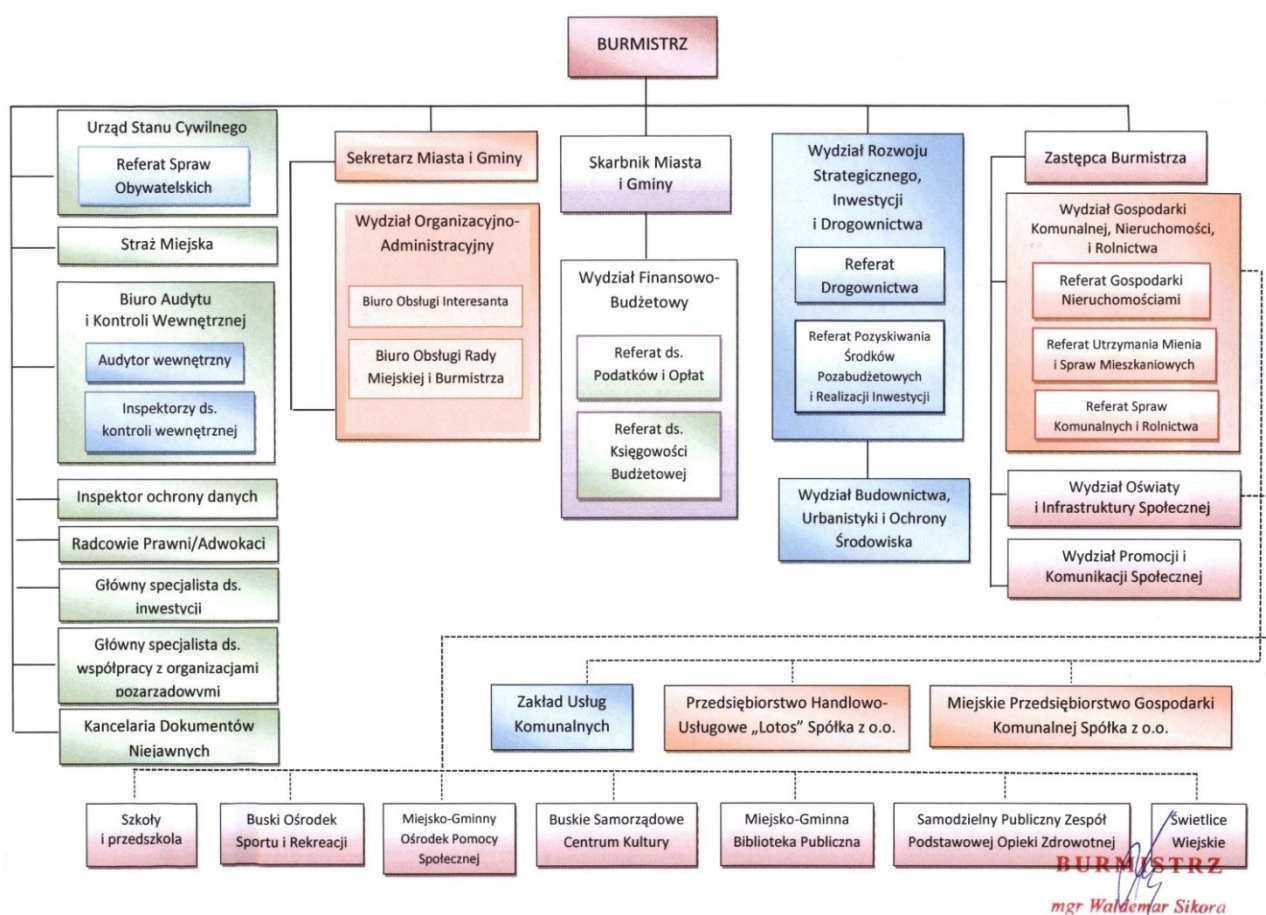 BURMISTRZ
Urząd Stanu Cywilnego
Referat Spraw
Obywatelskich
Straż Miejska
Biuro Audytu
i Kontroli Wewnętrznej
Audytor wewnętrzny
Inspektorzy ds.
kontroli wewnętrznej
Inspektor ochrony danych
Radcowie Prawni/Adwokaci
Główny specjalista ds.
inwestycji
Główny specjalista ds.
współpracy z organizacjami
pozarządowymi
Kancelaria Dokumentów
Niejawnych
Sekretarz Miasta i Gminy
Wydział Organizacyjno-
Administracyjny
Biuro Obsługi Interesanta
Biuro Obsługi Rady
Miejskiej i Burmistrza
Skarbnik Miasta
i Gminy
Wydział Finansowo-
Budżetowy
Referat ds.
Podatków i Opłat
Referat ds.
Księgowości
Budżetowej
Wydział Rozwoju
Strategicznego,
Inwestycji
i Drogownictwa
Referat
Drogownictwa
Referat Pozyskiwania
Środków
Pozabudżetowych
i Realizacji Inwestycji
Wydział Budownictwa,
Urbanistyki i Ochrony
Środowiska
Zastępca Burmistrza
Wydział Gospodarki
Komunalnej, Nieruchomości,
i Rolnictwa
Referat Gospodarki
Nieruchomościami
Referat Utrzymania Mienia
i Spraw Mieszkaniowych
Referat Spraw
Komunalnych i Rolnictwa
Wydział Oświaty
i Infrastruktury Społecznej
Wydział Promocji i
Komunikacji Społecznej
Zakład Usług
Komunalnych
Przedsiębiorstwo Handlowo-
Usługowe „Lotos” Spółka z o.o.
Miejskie Przedsiębiorstwo Gospodarki
Komunalnej Spółka z o.o.
Szkoły
i przedszkola
Buski Ośrodek
Sportu i Rekreacji
Miejsko-Gminny
Ośrodek Pomocy
Społecznej
Buskie Samorządowe
Centrum Kultury
Miejsko-Gminna
Biblioteka Publiczna
Samodzielny Publiczny Zespół
Podstawowej Opieki Zdrowotnej
Świetlice
Wiejskie
BURMISTRZ
mgr Waldemar Sikora